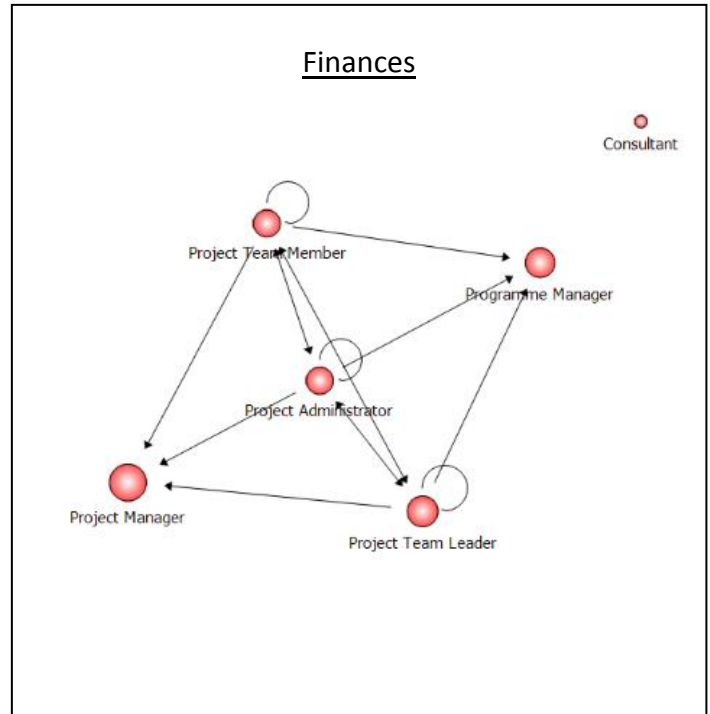 Finances
Consultant
Project Team Member
Programme Manager
Project Administrator
Project Manager
Project Team Leader